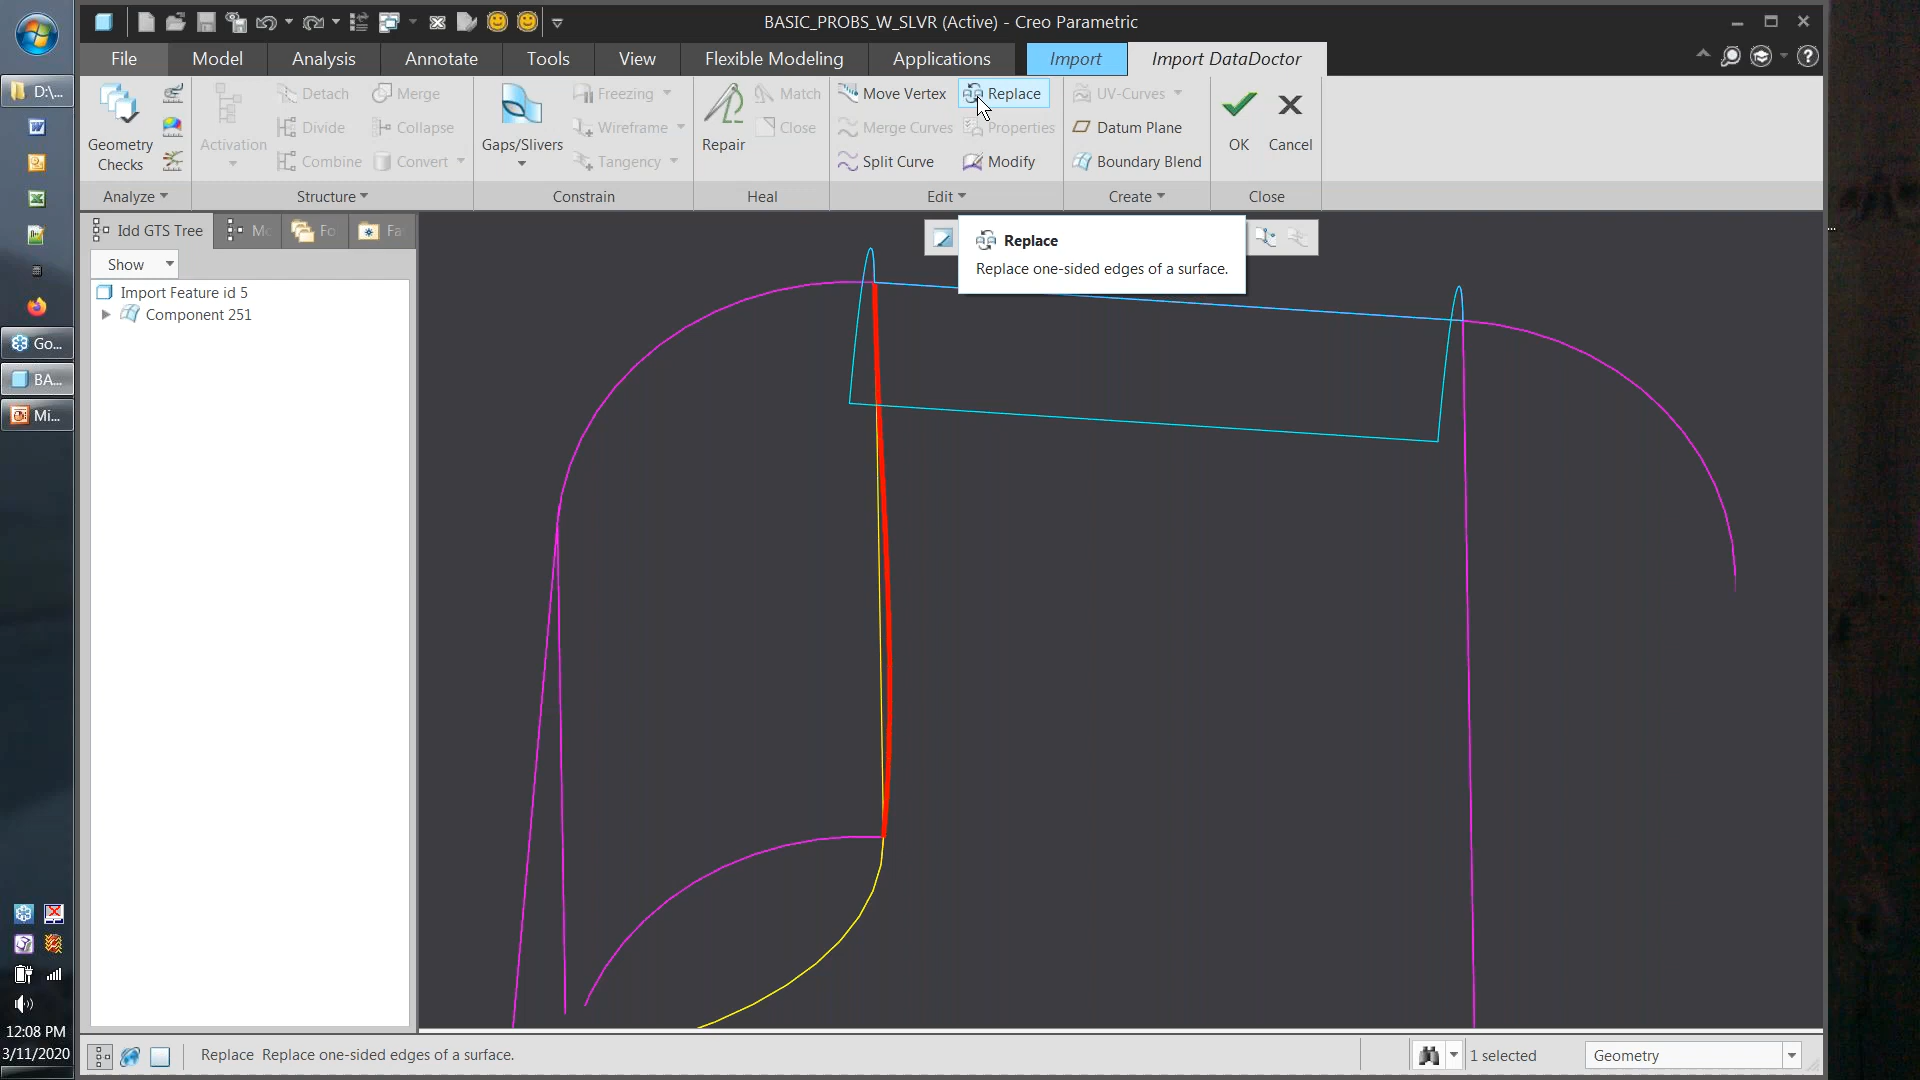 BASIC_PROBS_W_SLVR (Active) - Creo Parametric
File Model Analysis Annotate Tools View Flexible Modeling Applications Import Import DataDoctor
D:\...
Geometry Checks
Activation
Detach
Divide
Combine
Merge
Collapse
Convert
Gaps/Slivers
Freezing
Wireframe
Tangency
Repair
Match
Close
Move Vertex
Merge Curves
Split Curve
Replace
Properties
Modify
UV-Curves
Datum Plane
Boundary Blend
OK
Cancel
Analyze
Structure
Constrain
Heal
Edit
Create
Close
Idd GTS Tree
Mo
Fo
Fa
Show
Import Feature id 5
Component 251
Replace
Replace one-sided edges of a surface.
Go...
BA...
Mi...
12:08 PM
3/11/2020
Replace Replace one-sided edges of a surface.
1 selected
Geometry